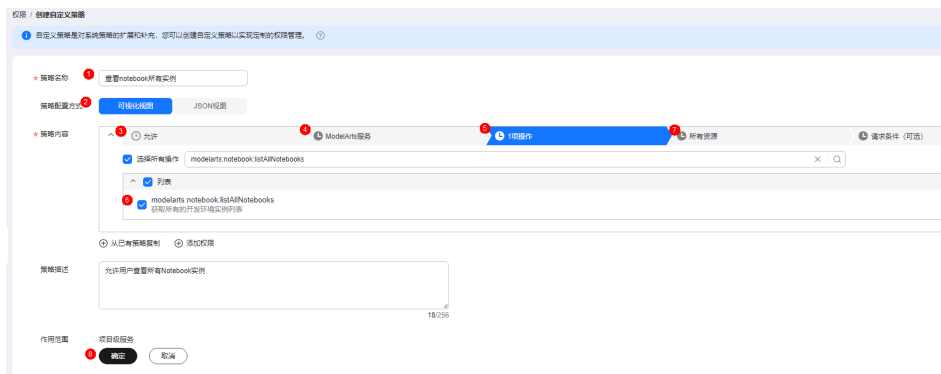 权限 / 创建自定义策略
自定义策略是对系统策略的扩展和补充，您可以创建自定义策略以实现定制的权限管理。
* 策略名称 1 查看notebook所有实例
策略配置方式 2 可视化视图 JSON视图
* 策略内容 3 允许 4 ModelArts服务 5 1项操作 7 所有资源 请求条件（可选）
选择所有操作 modelarts:notebook:listAllNotebooks
列表
6 modelarts:notebook:listAllNotebooks
获取所有的开发环境实例列表
从已有策略复制 添加权限
策略描述 允许用户查看所有Notebook实例
18/256
作用范围 项目级服务
8 确定 取消